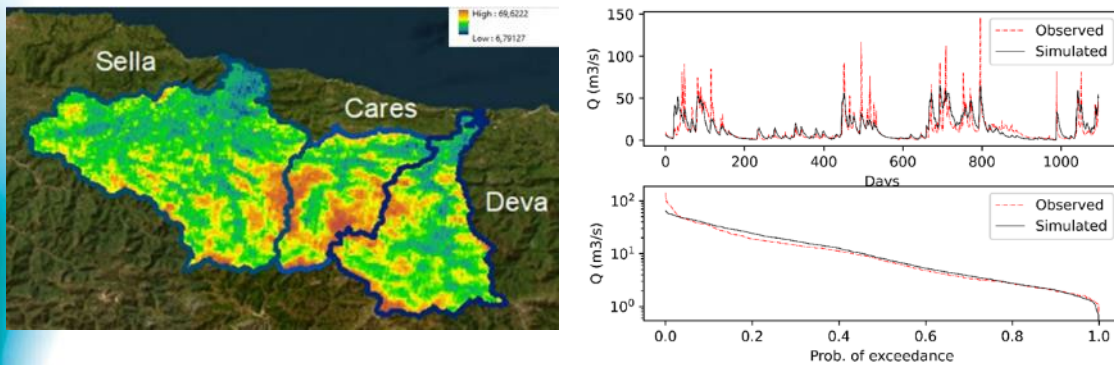 High : 69,6222
Low : 6,79127
Sella
Cares
Deva
150
100
50
0
Q (m3/s)
Observed
Simulated
0
200
400
600
800
1000
Days
10²
10¹
10⁰
Q (m3/s)
Observed
Simulated
0.0
0.2
0.4
0.6
0.8
1.0
Prob. of exceedance